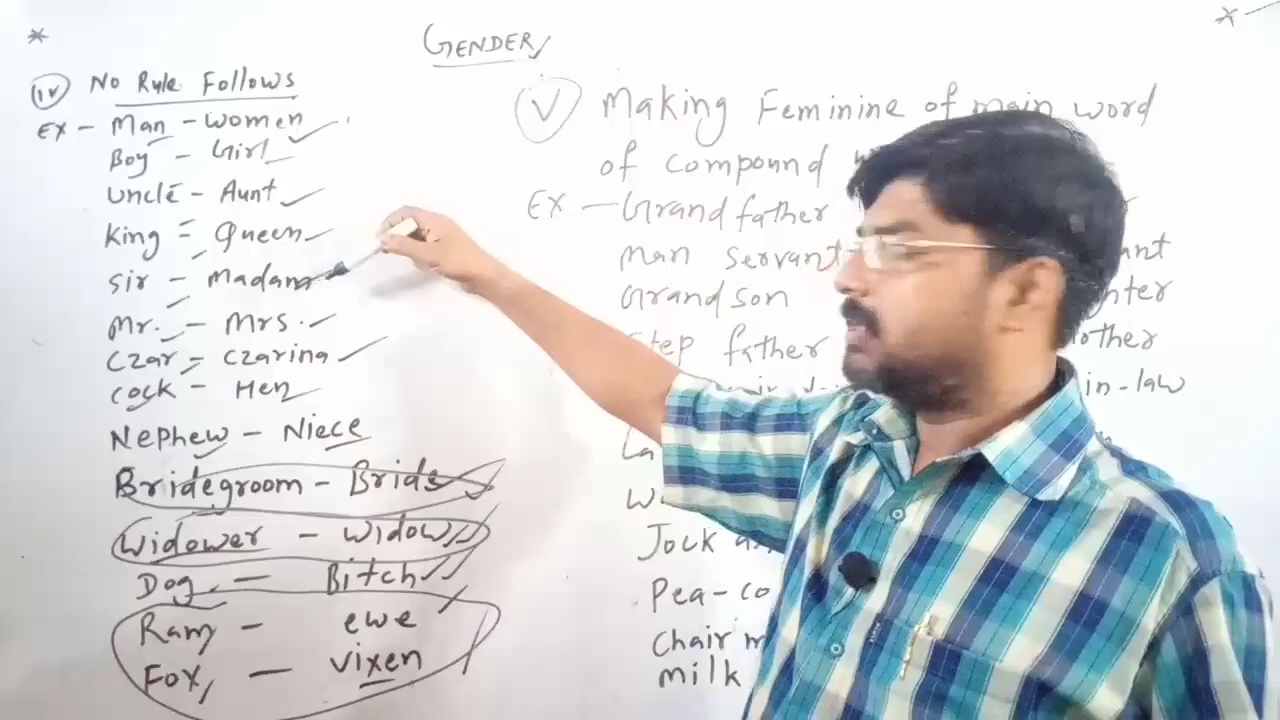 GENDER
(iv) No Rule Follows
EX - Man - women
Boy - Girl
Uncle - Aunt
King = Queen
Sir - Madam
Mr. - Mrs.
Czar - Czarina
Cock - Hen
Nephew - Niece
Bridegroom - Bride
Widower - widow
Dog - Bitch
Ram - ewe
Fox - vixen
(V) Making Feminine of main word
of compound
EX - Grand father
man servant
Grand son
Step father
in-law
Jock
Pea-co
Chair m
milk